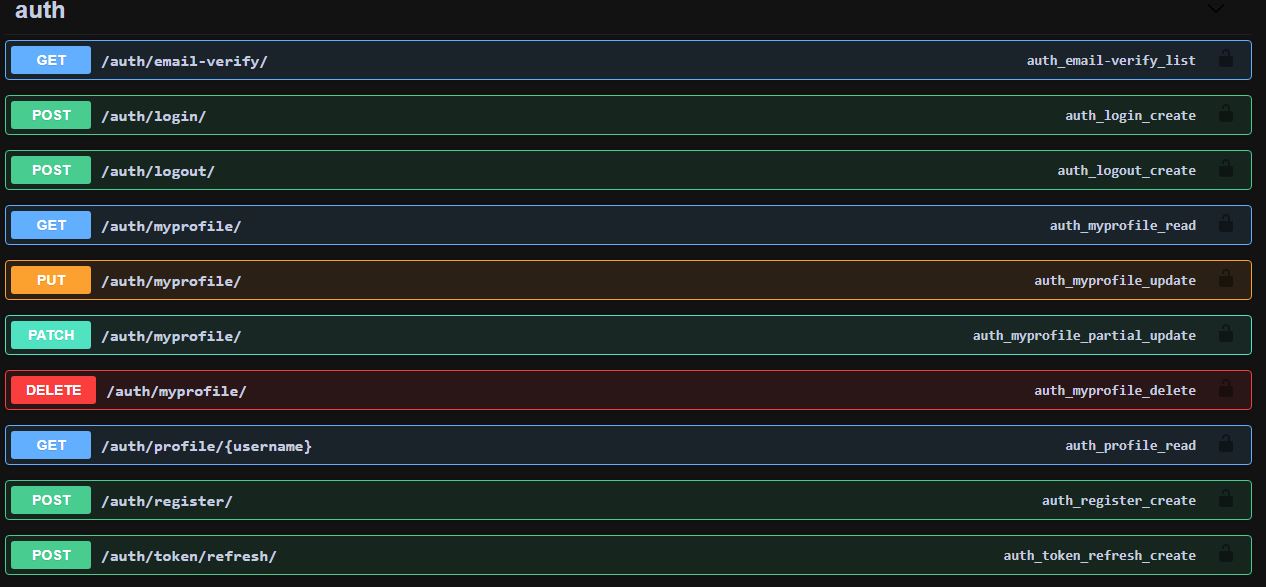 auth
GET /auth/email-verify/ auth_email-verify_list
POST /auth/login/ auth_login_create
POST /auth/logout/ auth_logout_create
GET /auth/myprofile/ auth_myprofile_read
PUT /auth/myprofile/ auth_myprofile_update
PATCH /auth/myprofile/ auth_myprofile_partial_update
DELETE /auth/myprofile/ auth_myprofile_delete
GET /auth/profile/{username} auth_profile_read
POST /auth/register/ auth_register_create
POST /auth/token/refresh/ auth_token_refresh_create